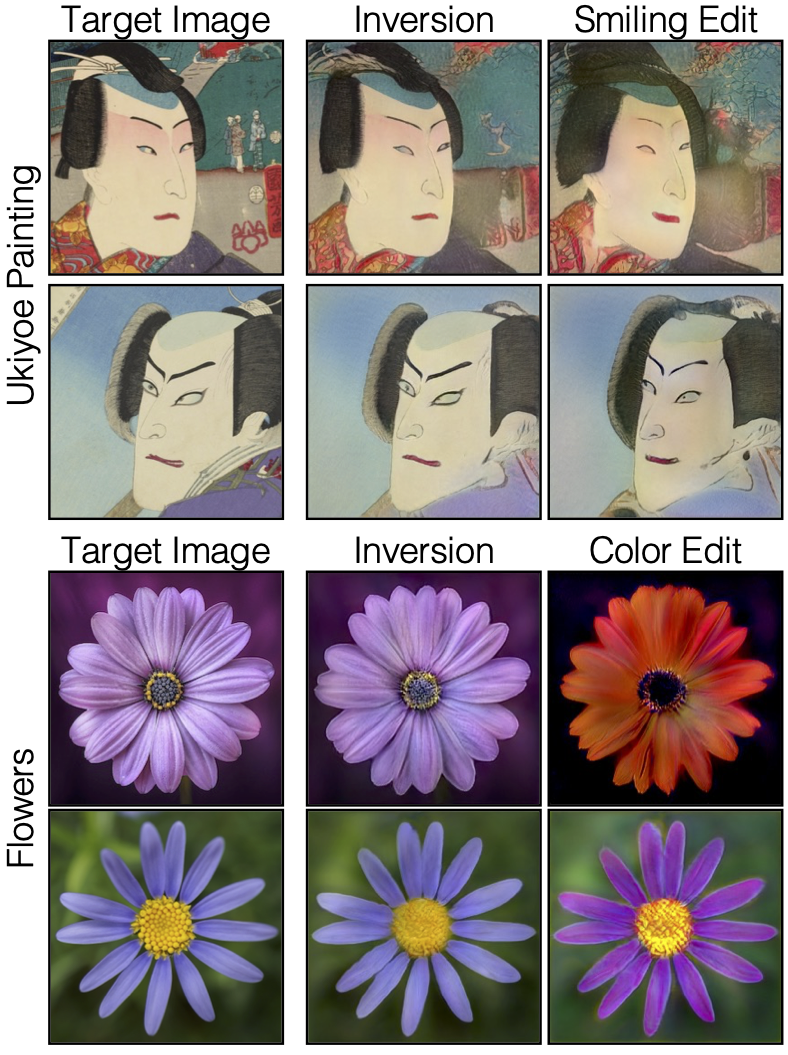 Target Image
Inversion
Smiling Edit
Ukiyoe Painting
Target Image
Inversion
Color Edit
Flowers